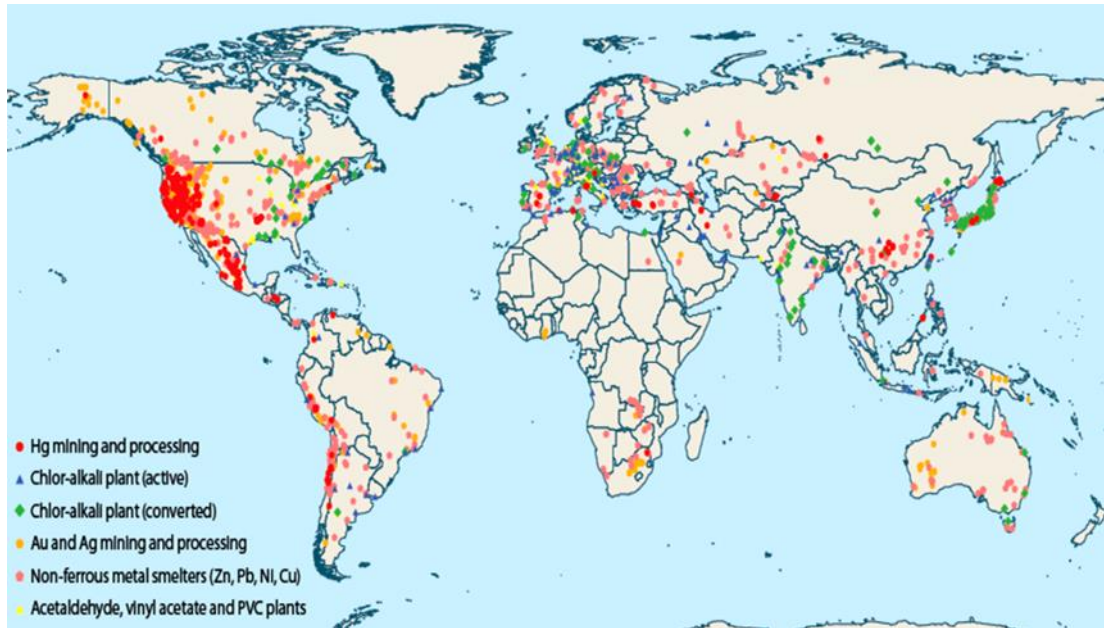 Hg mining and processing
Chlor-alkali plant (active)
Chlor-alkali plant (converted)
Au and Ag mining and processing
Non-ferrous metal smelters (Zn, Pb, Ni, Cu)
Acetaldehyde, vinyl acetate and PVC plants